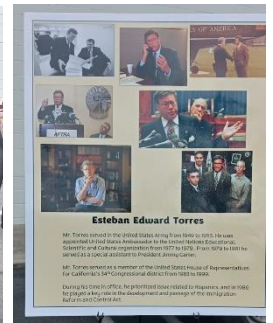 S OF AMERICA
AFTRA
Esteban Edward Torres
Mr. Torres served in the United States Army from 1949 to 1953. He was
appointed United States Ambassador to the United Nations Educational,
Scientific and Cultural organization from 1977 to 1979. From 1979 to 1981 he
served as a special assistant to President Jimmy Carter.
Mr. Torres served as a member of the United States House of Representatives
for California's 34th Congressional district from 1983 to 1999.
During his time in office, he prioritized issue related to Hispanics, and in 1986
he played a key role in the development and passage of the Immigration
Reform and Control Act.